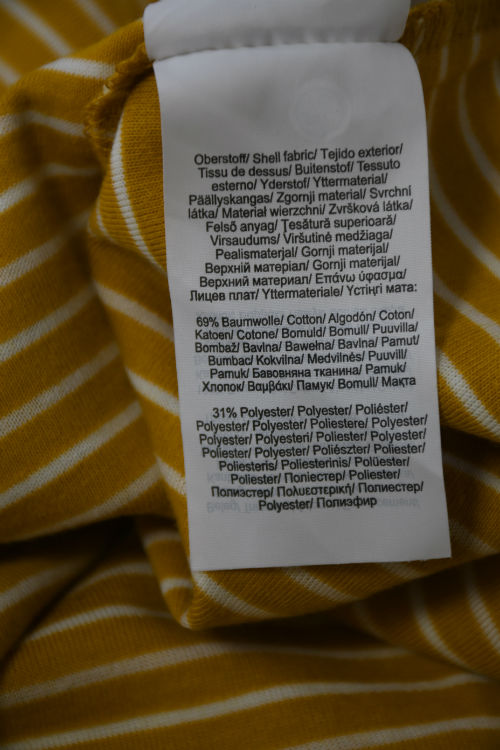 Oberstoff/ Shell fabric/ Tejido exterior/
Tissu de dessus/ Buitenstof/ Tessuto
esterno/ Yderstof/ Yttermaterial/
Päällyskangas/ Zgornji material/ Svrchní
látka/ Materiał wierzchni/ Zvršková látka/
Felső anyag/ Țesătură superioară/
Virsaudums/ Viršutinė medžiaga/
Pealismaterjal/ Gornji materijal/
Верхній матеріал/ Gornji materijal/
Верхний материал/ Επάνω ύφασμα/
Лицев плат/ Yttermateriale/ Үстіңгі мата:
69% Baumwolle/ Cotton/ Algodón/ Coton/
Katoen/ Cotone/ Bomuld/ Bomull/ Puuvilla/
Bombaž/ Bavlna/ Bawełna/ Bavlna/ Pamut/
Bumbac/ Kokvilna/ Medvilnės/ Puuvill/
Pamuk/ Бавовняна тканина/ Pamuk/
Хлопок/ Βαμβάκι/ Памук/ Bomull/ Мақта
31% Polyester/ Polyester/ Poliéster/
Polyester/ Polyester/ Poliestere/ Polyester/
Polyester/ Polyesteri/ Poliester/ Polyester/
Poliester/ Polyester/ Poliészter/ Poliester/
Poliesteris/ Poliesterinis/ Polüester/
Poliester/ Поліестер/ Poliester/
Полиэстер/ Πολυεστερική/ Полиестер/
Polyester/ Полиэфир